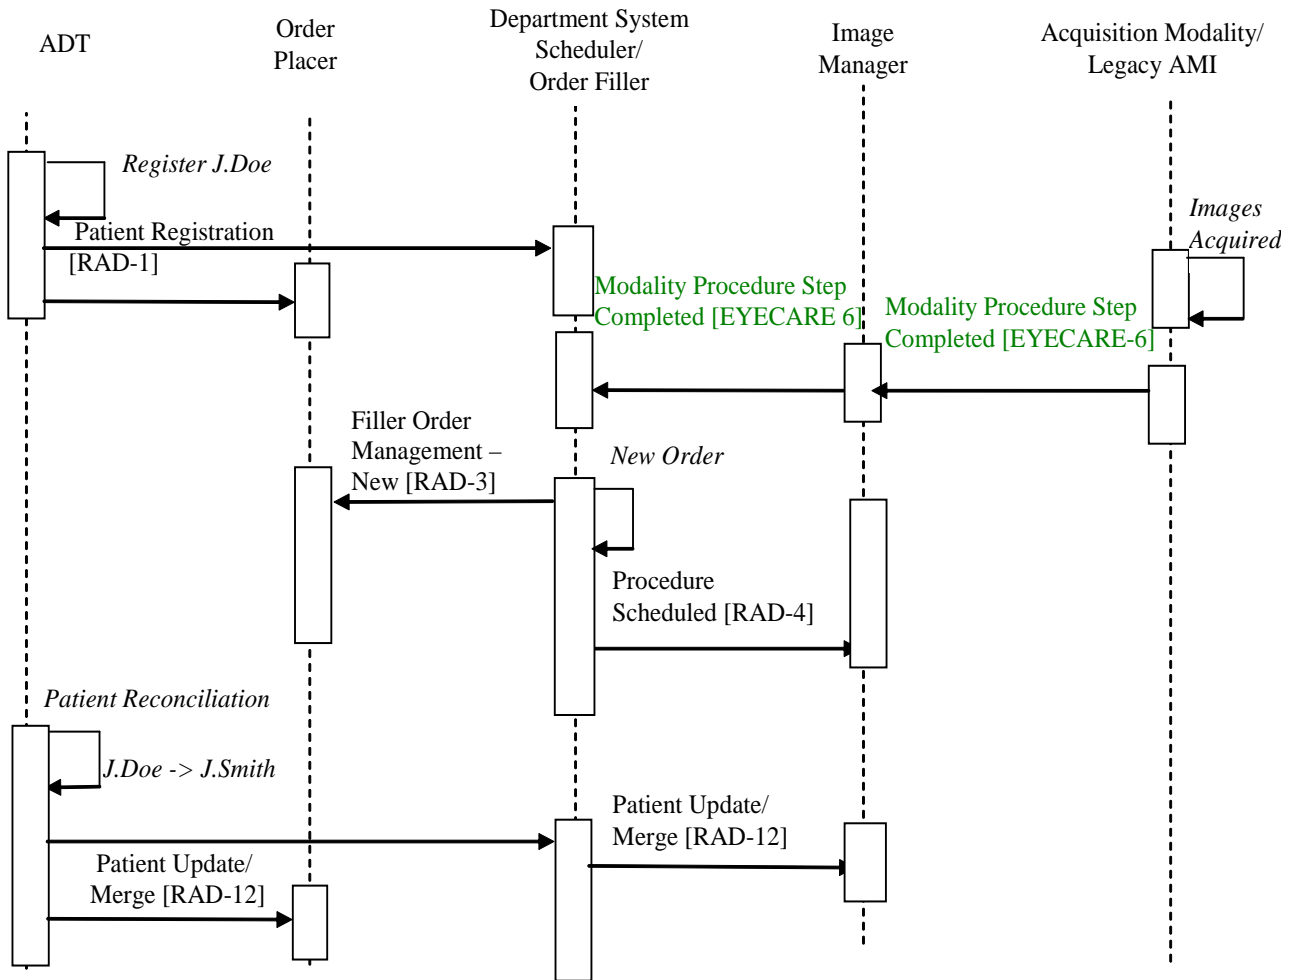 ADT
Order
Placer
Department System
Scheduler/
Order Filler
Image
Manager
Acquisition Modality/
Legacy AMI
Register J.Doe
Patient Registration
[RAD-1]
Images
Acquired
Modality Procedure Step
Completed [EYECARE 6]
Modality Procedure Step
Completed [EYECARE-6]
Filler Order
Management –
New [RAD-3]
New Order
Procedure
Scheduled [RAD-4]
Patient Reconciliation
J.Doe -> J.Smith
Patient Update/
Merge [RAD-12]
Patient Update/
Merge [RAD-12]